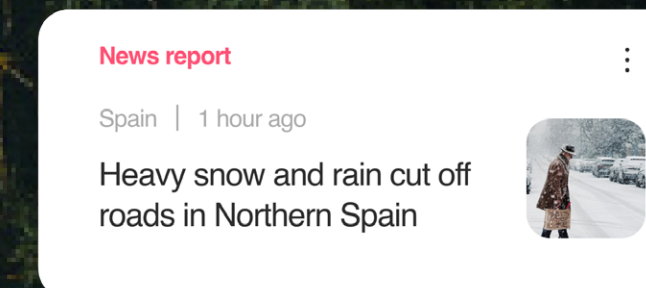 News report
Spain | 1 hour ago
Heavy snow and rain cut off
roads in Northern Spain